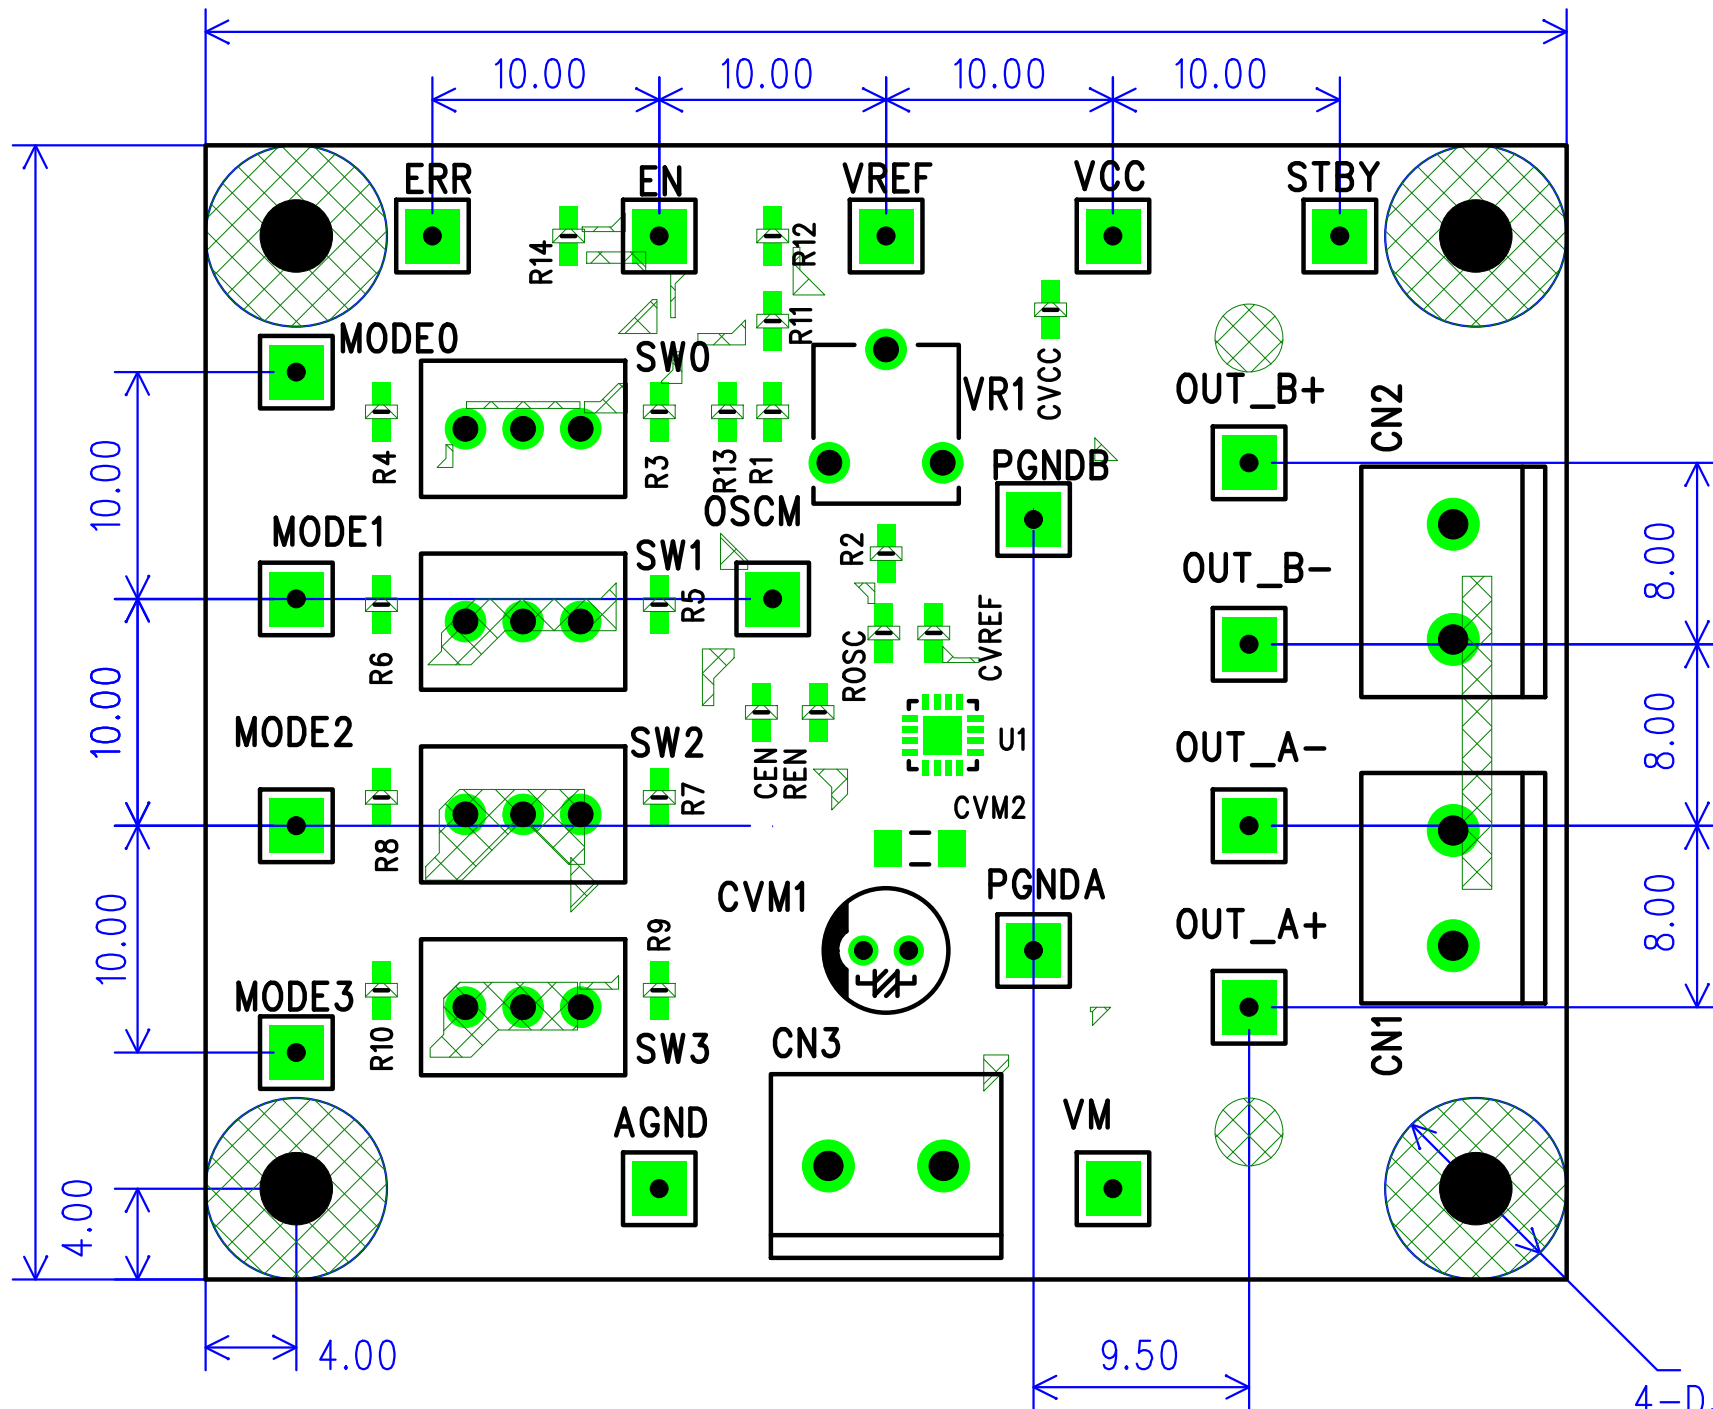 10.00 10.00 10.00 10.00
ERR EN VREF VCC STBY
R14 R12
R11
MODE0 SW0 VR1 CVCC OUT_B+ CN2
R4 R3 R13 R1 PGNDB
10.00
OSCM
MODE1 SW1 R2 OUT_B- 8.00
R6 R5 ROSC CVREF
10.00
MODE2 SW2 CEN REN U1 OUT_A- 8.00
R8 R7 CVM2
10.00
CVM1 PGNDA OUT_A+ 8.00
MODE3 R9
R10 SW3 CN3 CN1
AGND VM
4.00
4.00 9.50
4-D.